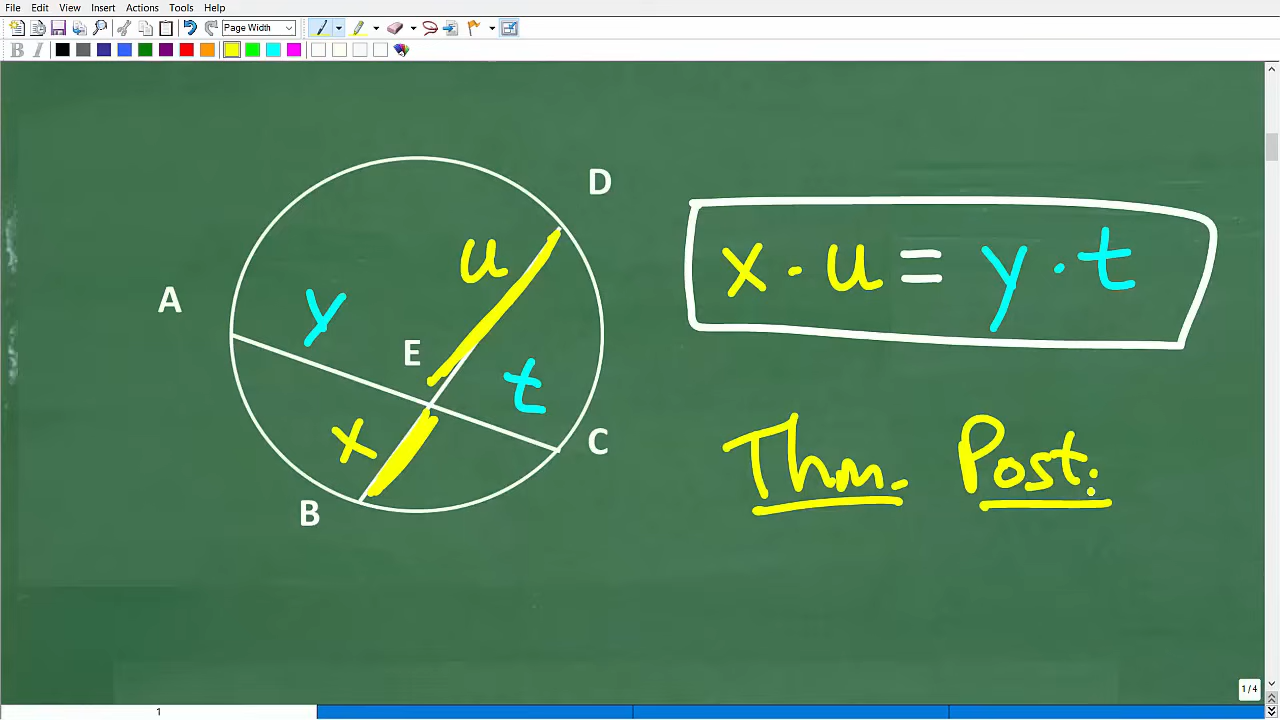 File Edit View Insert Actions Tools Help
Page Width
B I
D
u
x · u = y · t
A
y
E
t
x
C
Thm. Post.
B
1/4
1